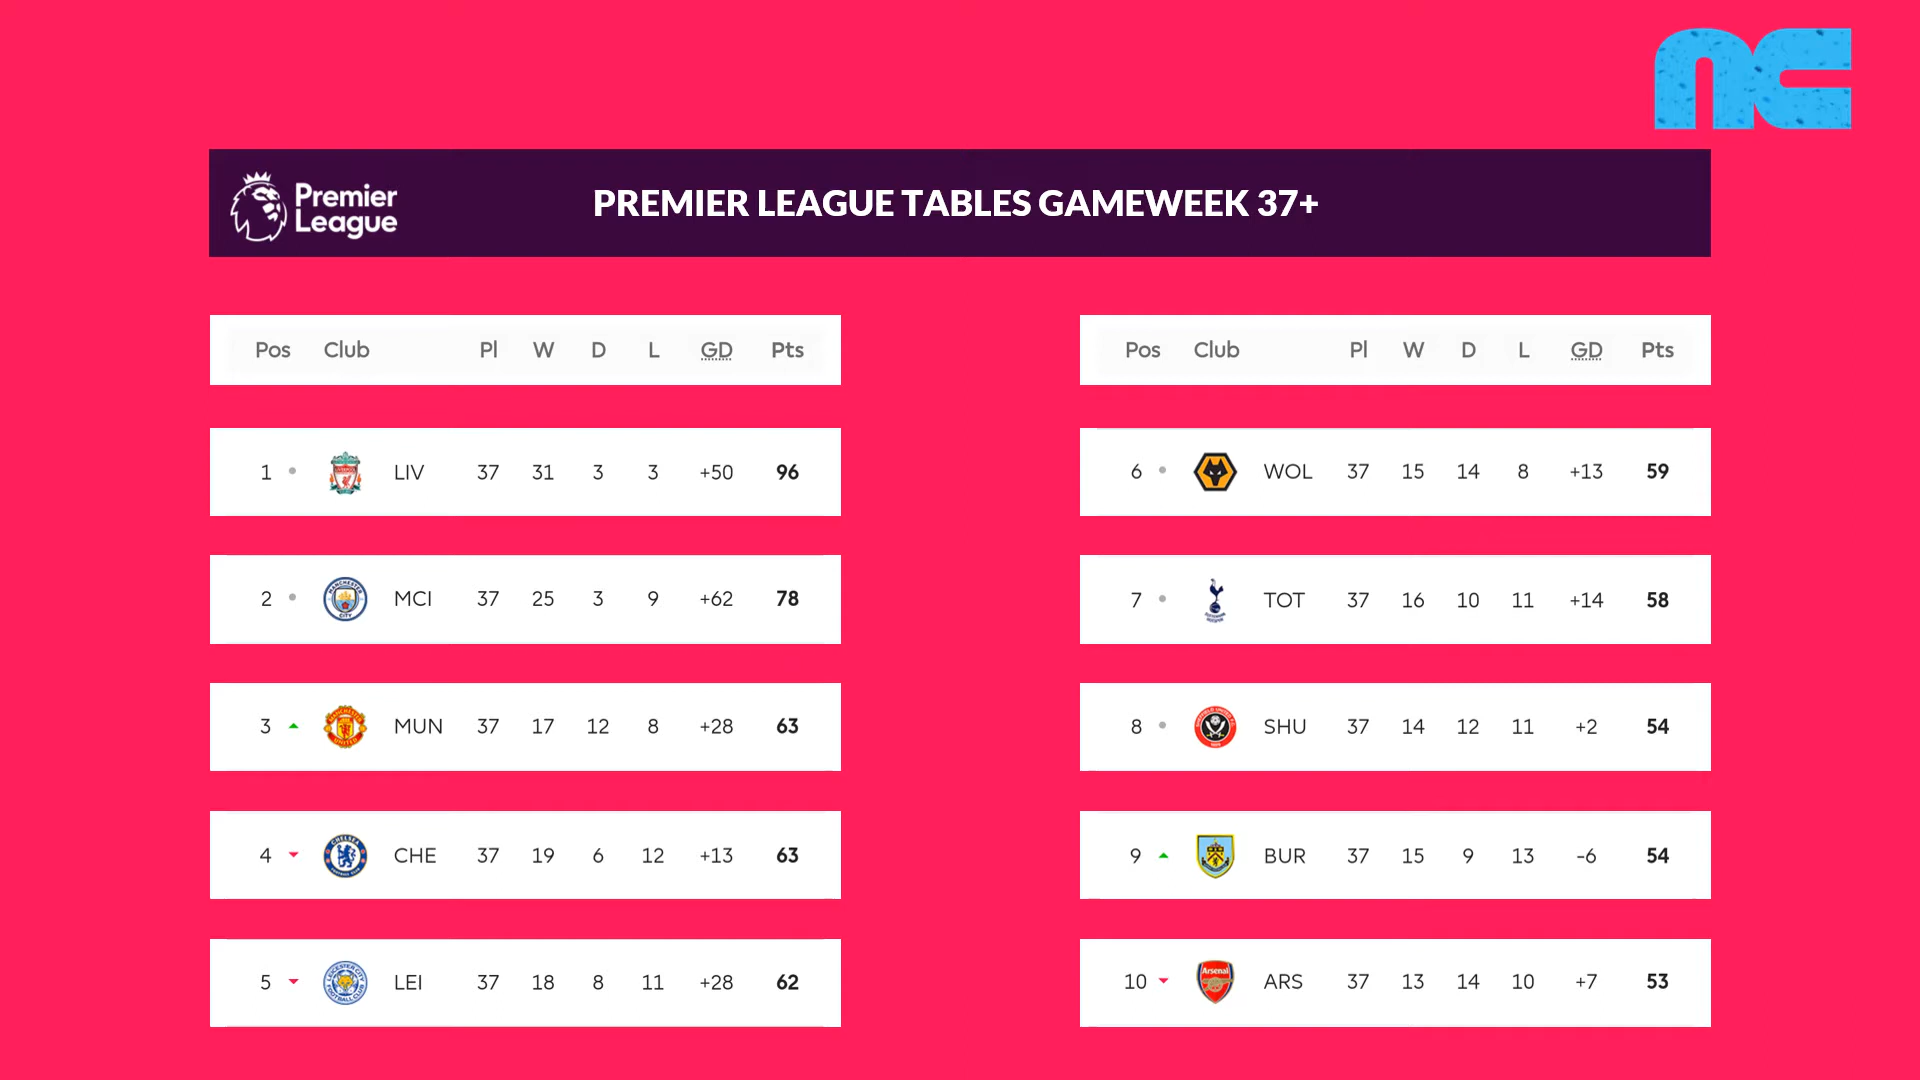 nc
Premier
League
PREMIER LEAGUE TABLES GAMEWEEK 37+
Pos Club Pl W D L GD Pts
1 LIV 37 31 3 3 +50 96
2 MCI 37 25 3 9 +62 78
3 MUN 37 17 12 8 +28 63
4 CHE 37 19 6 12 +13 63
5 LEI 37 18 8 11 +28 62
Pos Club Pl W D L GD Pts
6 WOL 37 15 14 8 +13 59
7 TOT 37 16 10 11 +14 58
8 SHU 37 14 12 11 +2 54
9 BUR 37 15 9 13 -6 54
10 Arsenal ARS 37 13 14 10 +7 53